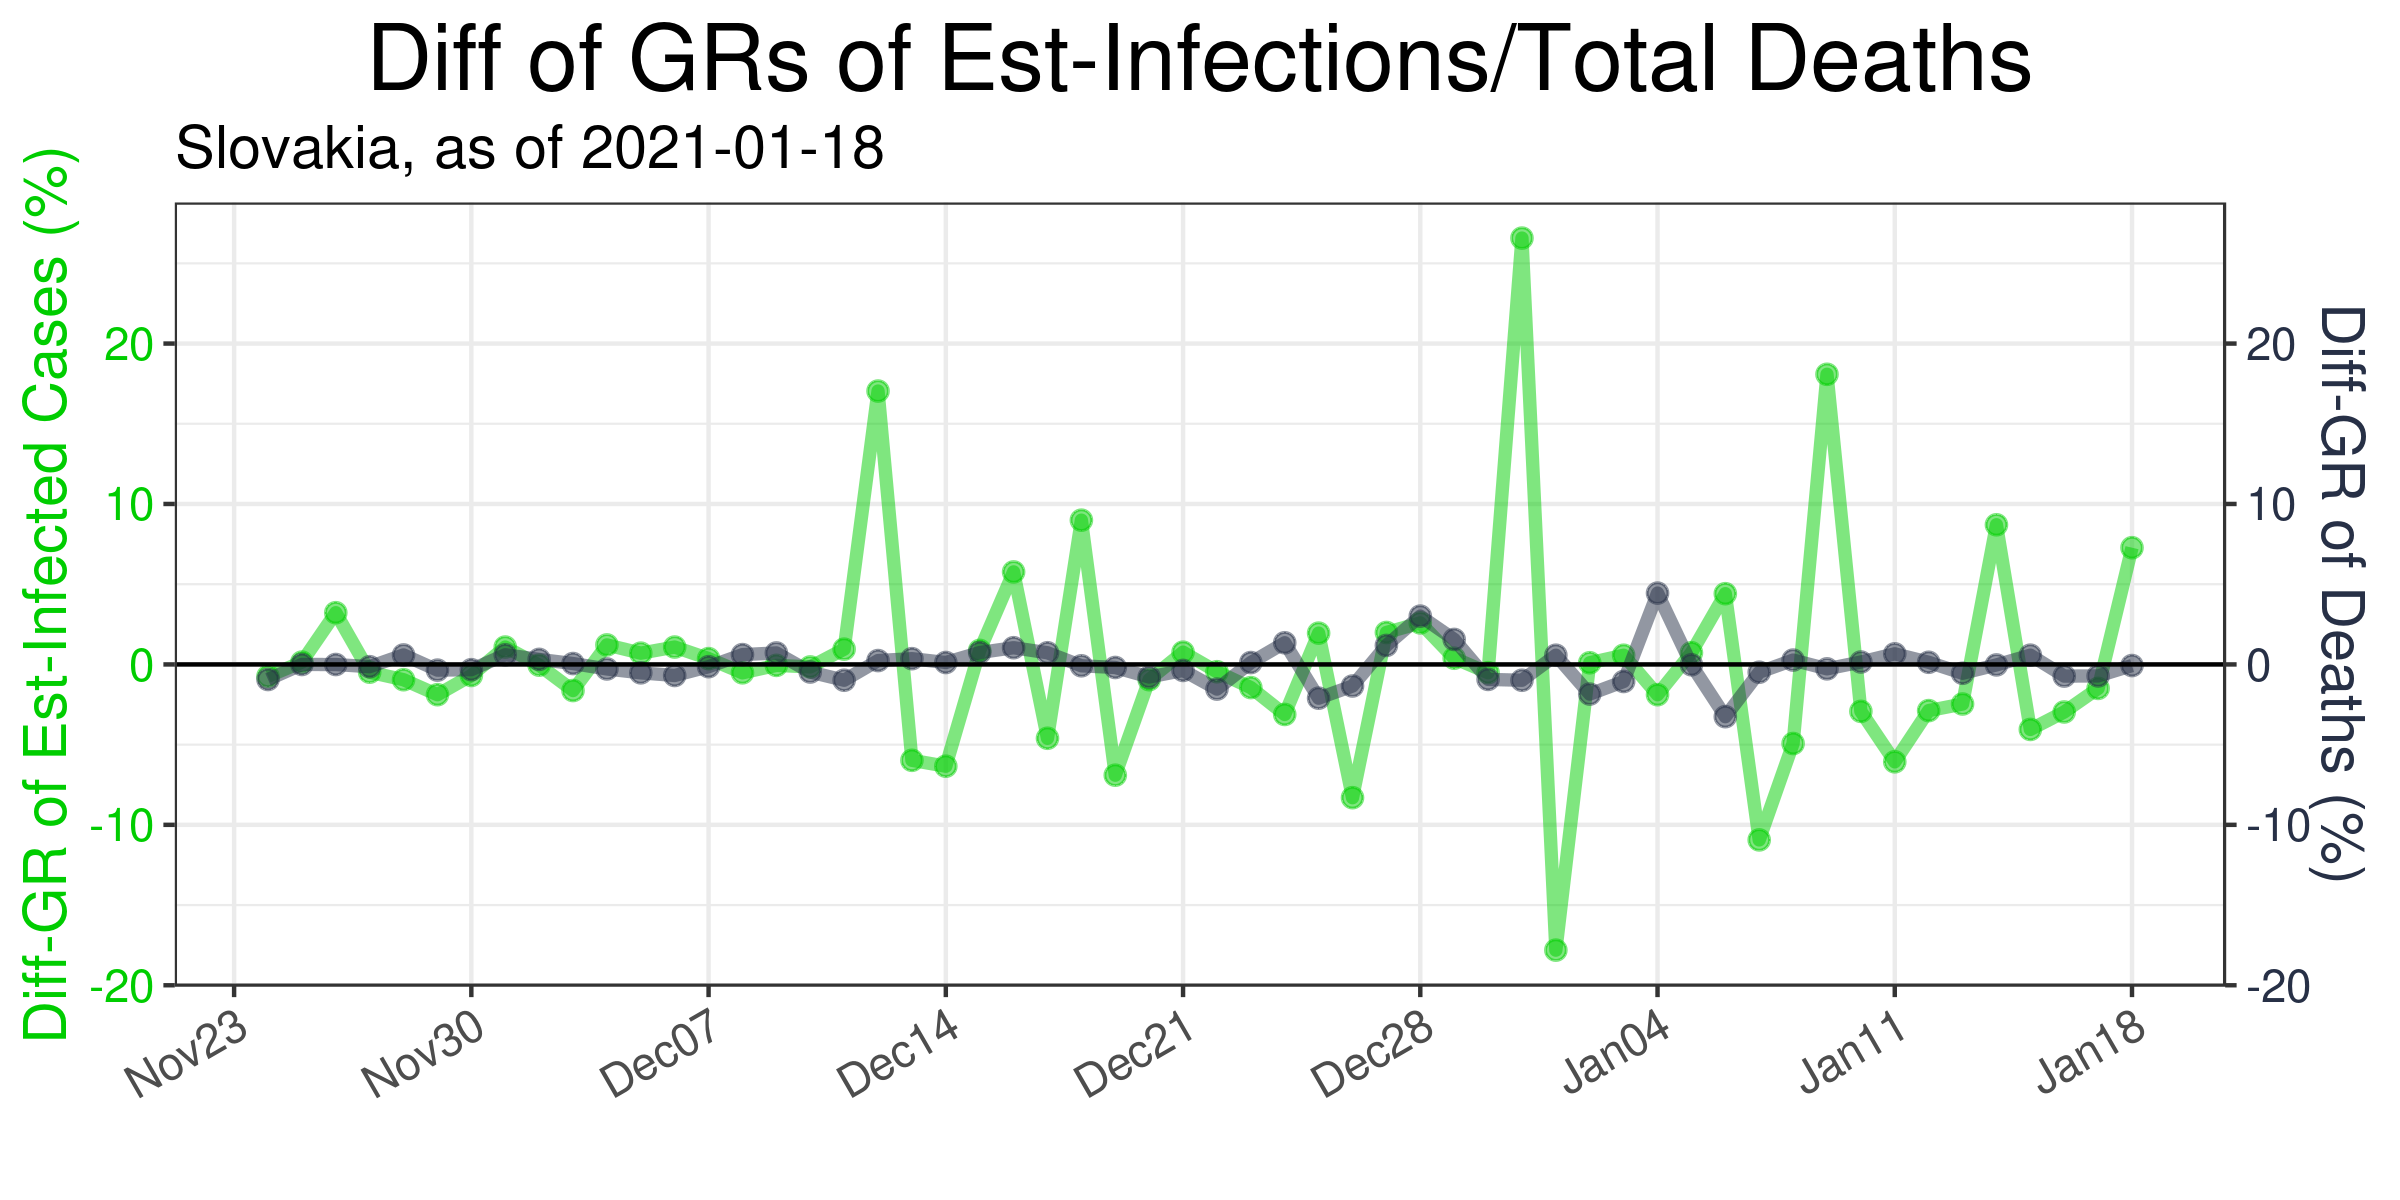 Diff of GRs of Est-Infections/Total Deaths
Slovakia, as of 2021-01-18
Diff-GR of Est-Infected Cases (%)
20
10
0
-10
-20
20
10
0
-10
-20
Diff-GR of Deaths (%)
Nov23
Nov30
Dec07
Dec14
Dec21
Dec28
Jan04
Jan11
Jan18